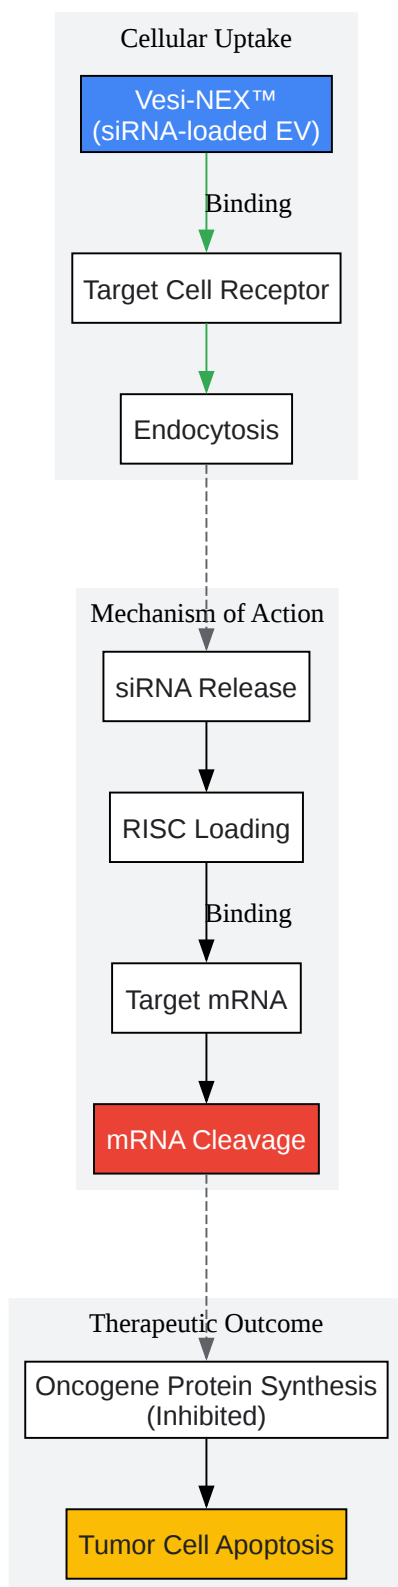 Cellular Uptake
Vesi-NEX™
(siRNA-loaded EV)
Binding
Target Cell Receptor
Endocytosis
Mechanism of Action
siRNA Release
RISC Loading
Binding
Target mRNA
mRNA Cleavage
Therapeutic Outcome
Oncogene Protein Synthesis
(Inhibited)
Tumor Cell Apoptosis